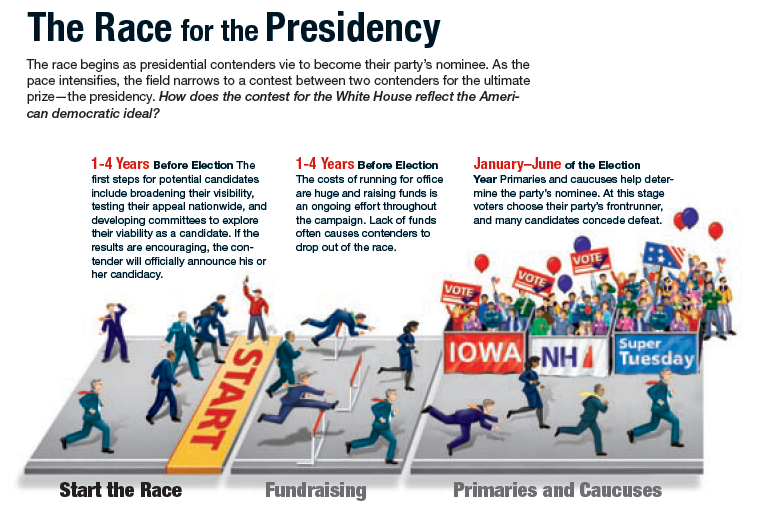 The Race for the Presidency
The race begins as presidential contenders vie to become their party's nominee. As the
pace intensifies, the field narrows to a contest between two contenders for the ultimate
prize—the presidency. How does the contest for the White House reflect the Ameri-
can democratic ideal?
1-4 Years Before Election The
first steps for potential candidates
include broadening their visibility,
testing their appeal nationwide, and
developing committees to explore
their viability as a candidate. If the
results are encouraging, the con-
tender will officially announce his or
her candidacy.
1-4 Years Before Election
The costs of running for office
are huge and raising funds is
an ongoing effort throughout
the campaign. Lack of funds
often causes contenders to
drop out of the race.
January–June of the Election
Year Primaries and caucuses help deter-
mine the party's nominee. At this stage
voters choose their party's frontrunner,
and many candidates concede defeat.
VOTE
VOTE
VOTE
START
IOWA
NH
Super
Tuesday
Start the Race
Fundraising
Primaries and Caucuses